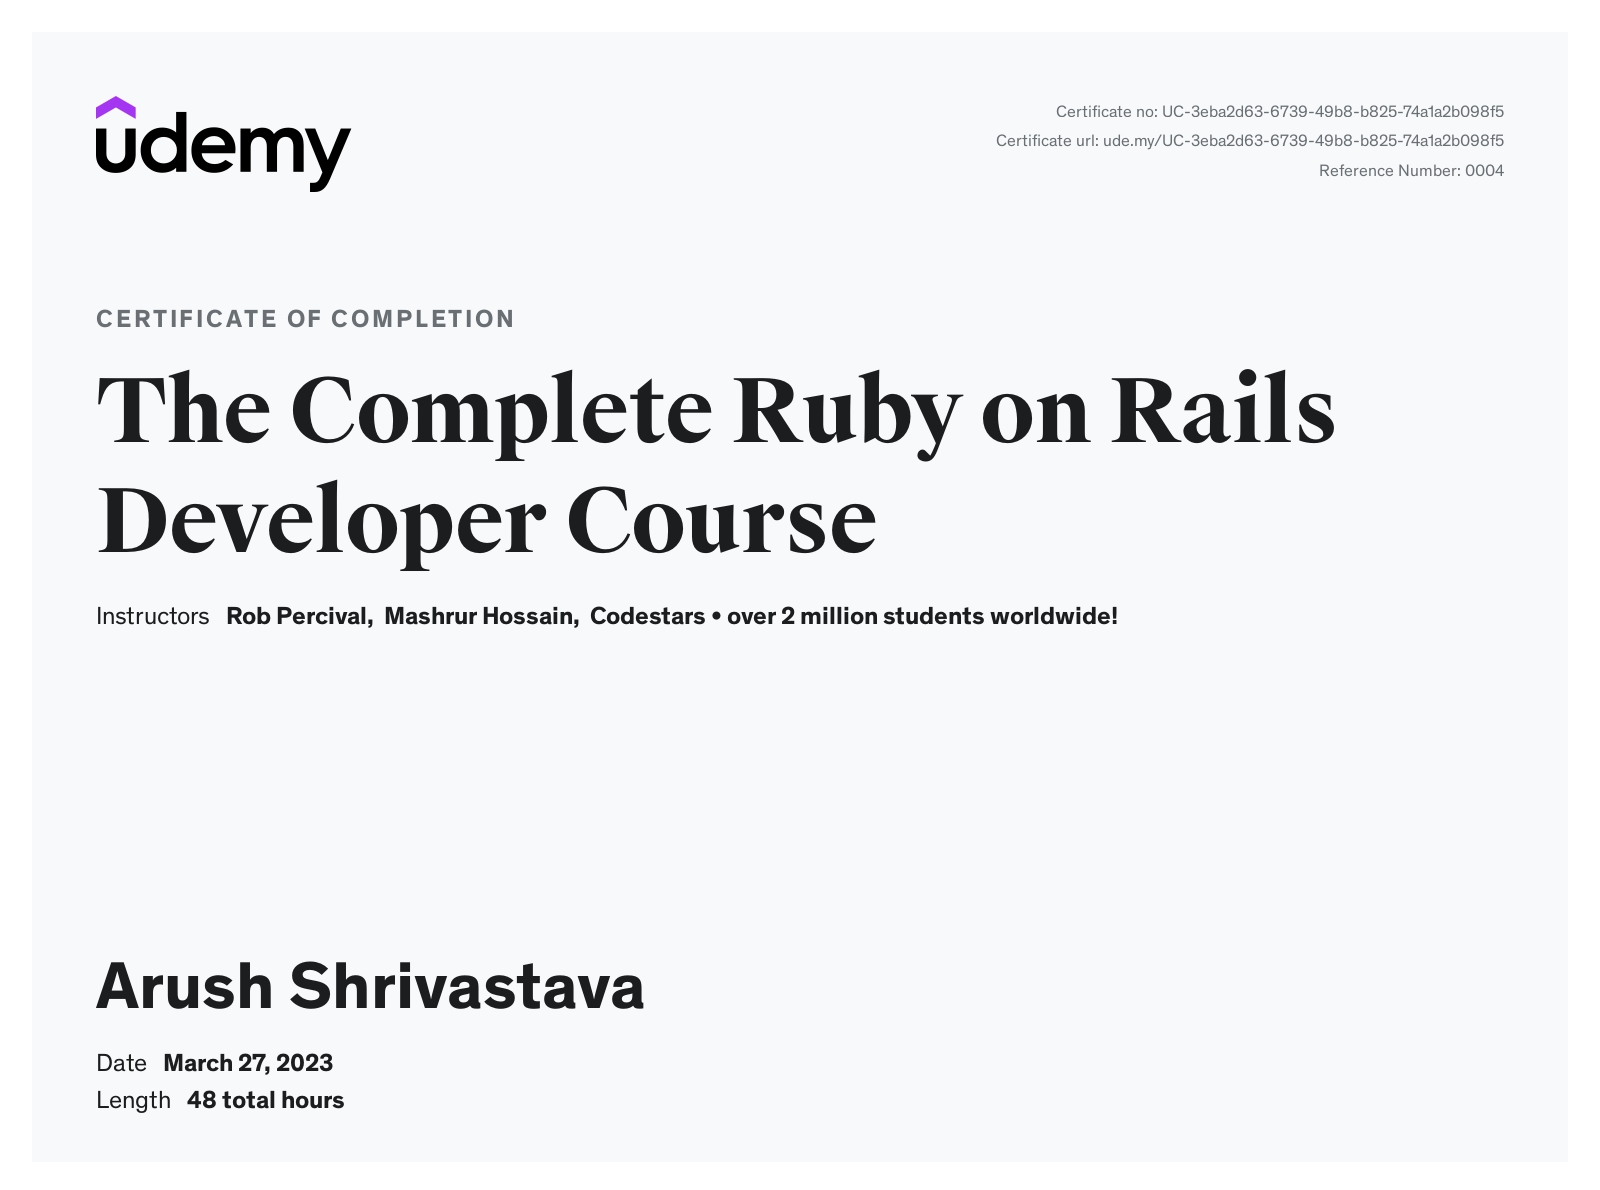 udemy
Certificate no: UC-3eba2d63-6739-49b8-b825-74a1a2b098f5
Certificate url: ude.my/UC-3eba2d63-6739-49b8-b825-74a1a2b098f5
Reference Number: 0004
CERTIFICATE OF COMPLETION
The Complete Ruby on Rails
Developer Course
Instructors Rob Percival, Mashrur Hossain, Codestars • over 2 million students worldwide!
Arush Shrivastava
Date March 27, 2023
Length 48 total hours